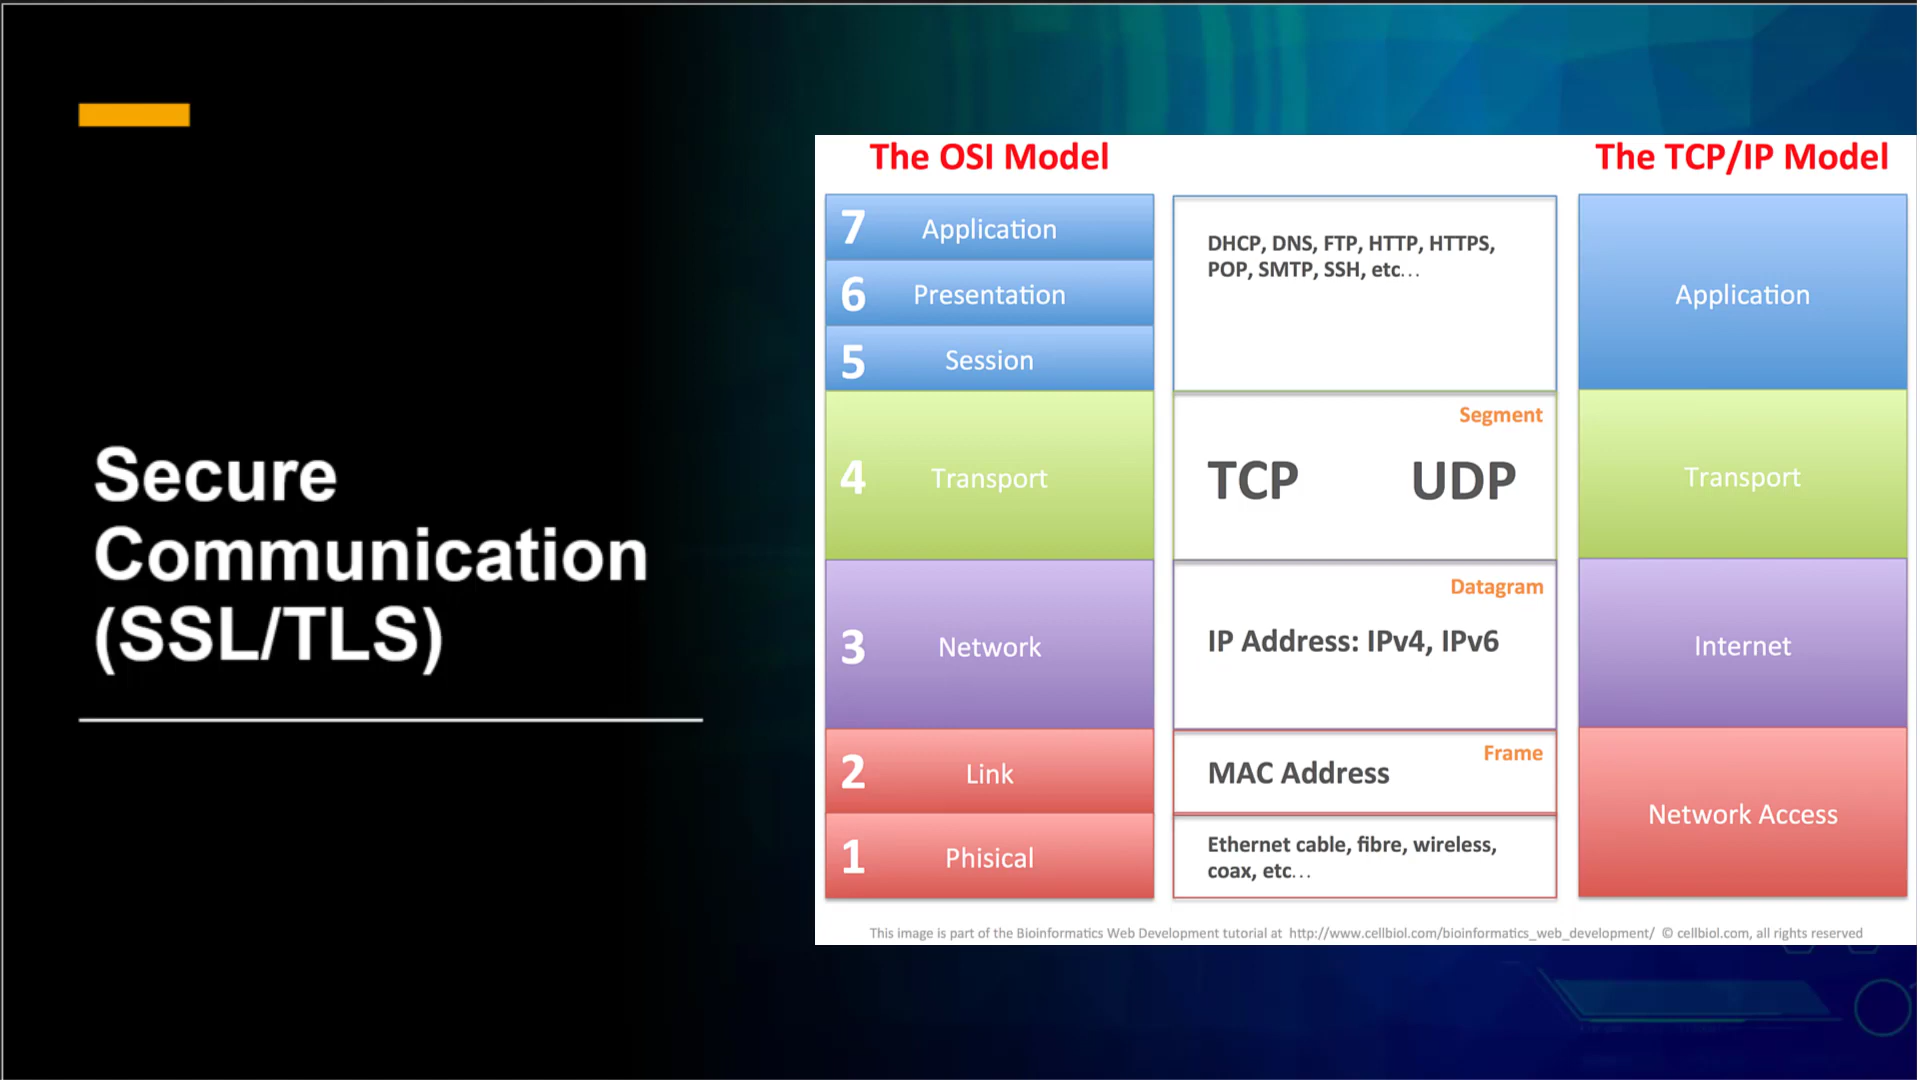 Secure
Communication
(SSL/TLS)
The OSI Model
The TCP/IP Model
7 Application
6 Presentation
5 Session
4 Transport
3 Network
2 Link
1 Phisical
DHCP, DNS, FTP, HTTP, HTTPS,
POP, SMTP, SSH, etc...
Segment
TCP UDP
Datagram
IP Address: IPv4, IPv6
Frame
MAC Address
Ethernet cable, fibre, wireless,
coax, etc...
Application
Transport
Internet
Network Access
This image is part of the Bioinformatics Web Development tutorial at http://www.cellbiol.com/bioinformatics_web_development/ © cellbiol.com, all rights reserved